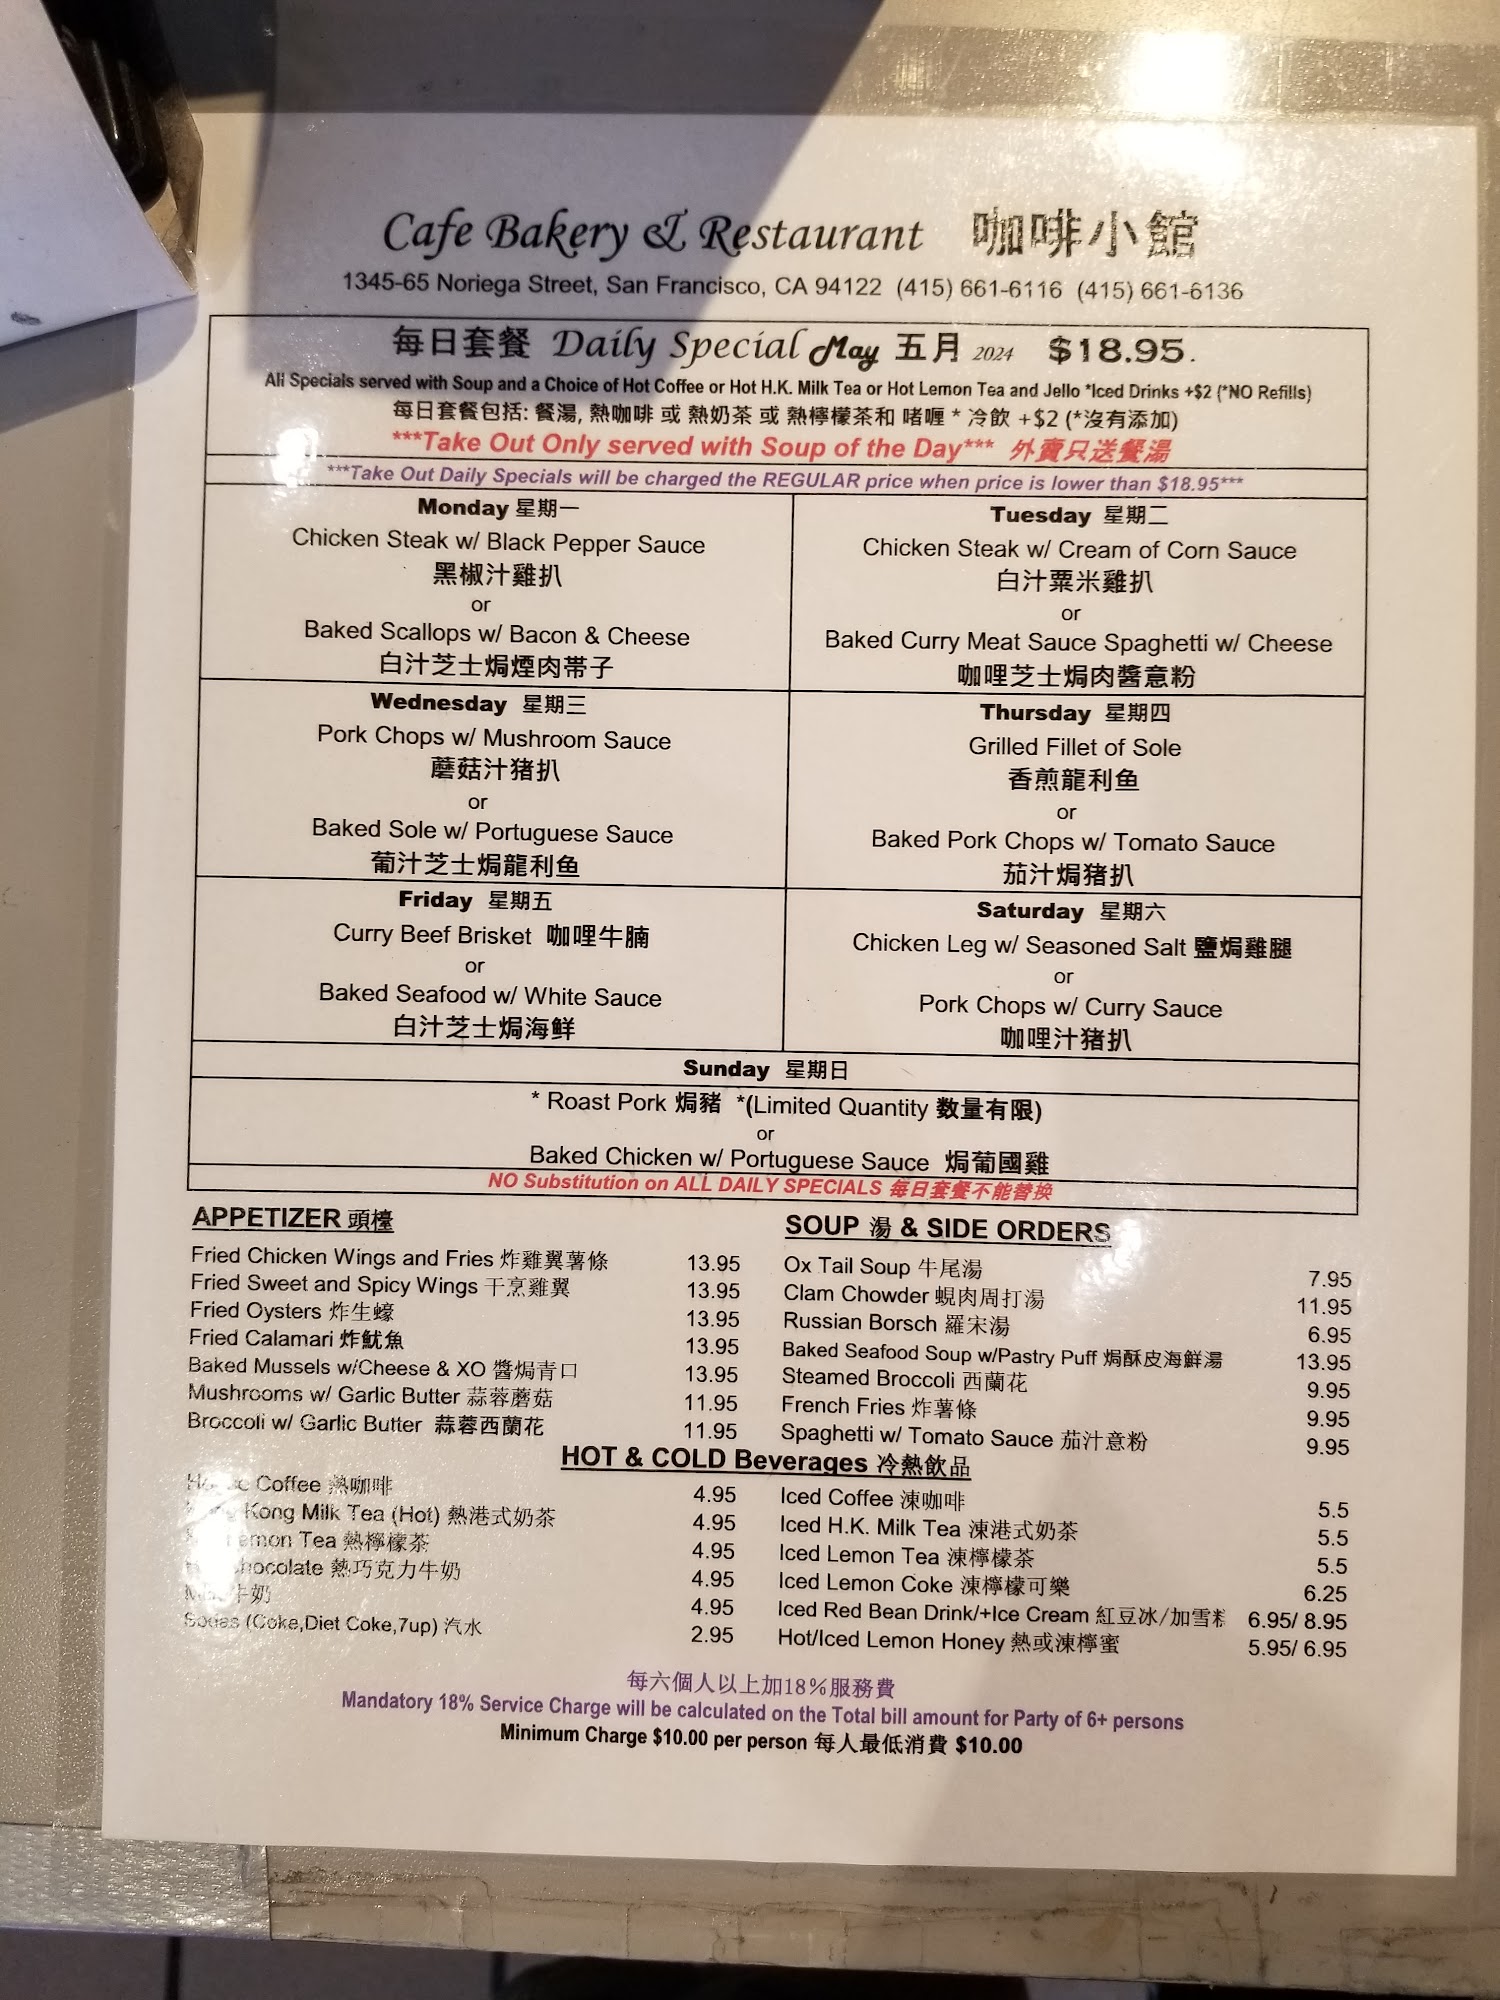 Cafe Bakery & Restaurant 咖啡小館
1345-65 Noriega Street, San Francisco, CA 94122 (415) 661-6116 (415) 661-6136
每日套餐 Daily Special May 五月 2024 $18.95.
All Specials served with Soup and a Choice of Hot Coffee or Hot H.K. Milk Tea or Hot Lemon Tea and Jello *Iced Drinks +$2 (*NO Refills)
每日套餐包括: 餐湯, 熱咖啡 或 熱奶茶 或 熱檸檬茶和 啫喱 * 冷飲 +$2 (*沒有添加)
***Take Out Only served with Soup of the Day*** 外賣只送餐湯
***Take Out Daily Specials will be charged the REGULAR price when price is lower than $18.95***
Monday 星期一
Chicken Steak w/ Black Pepper Sauce
黑椒汁雞扒
or
Baked Scallops w/ Bacon & Cheese
白汁芝士焗煙肉帶子
Tuesday 星期二
Chicken Steak w/ Cream of Corn Sauce
白汁粟米雞扒
or
Baked Curry Meat Sauce Spaghetti w/ Cheese
咖哩芝士焗肉醬意粉
Wednesday 星期三
Pork Chops w/ Mushroom Sauce
蘑菇汁猪扒
or
Baked Sole w/ Portuguese Sauce
葡汁芝士焗龍利鱼
Thursday 星期四
Grilled Fillet of Sole
香煎龍利鱼
or
Baked Pork Chops w/ Tomato Sauce
茄汁焗猪扒
Friday 星期五
Curry Beef Brisket 咖哩牛腩
or
Baked Seafood w/ White Sauce
白汁芝士焗海鮮
Saturday 星期六
Chicken Leg w/ Seasoned Salt 鹽焗雞腿
or
Pork Chops w/ Curry Sauce
咖哩汁猪扒
Sunday 星期日
* Roast Pork 焗豬 *(Limited Quantity 数量有限)
or
Baked Chicken w/ Portuguese Sauce 焗葡國雞
NO Substitution on ALL DAILY SPECIALS 每日套餐不能替换
APPETIZER 頭檯
Fried Chicken Wings and Fries 炸雞翼薯條 13.95
Fried Sweet and Spicy Wings 干烹雞翼 13.95
Fried Oysters 炸生蠔 13.95
Fried Calamari 炸魷魚 13.95
Baked Mussels w/Cheese & XO 醬焗青口 13.95
Mushrooms w/ Garlic Butter 蒜蓉蘑菇 11.95
Broccoli w/ Garlic Butter 蒜蓉西蘭花 11.95
SOUP 湯 & SIDE ORDERS
Ox Tail Soup 牛尾湯 7.95
Clam Chowder 蜆肉周打湯 11.95
Russian Borsch 羅宋湯 6.95
Baked Seafood Soup w/Pastry Puff 焗酥皮海鮮湯 13.95
Steamed Broccoli 西蘭花 9.95
French Fries 炸薯條 9.95
Spaghetti w/ Tomato Sauce 茄汁意粉 9.95
HOT & COLD Beverages 冷熱飲品
Coffee 熱咖啡 4.95
Kong Milk Tea (Hot) 熱港式奶茶 4.95
Lemon Tea 熱檸檬茶 4.95
Chocolate 熱巧克力牛奶 4.95
牛奶 4.95
Sodas (Coke,Diet Coke,7up) 汽水 2.95
Iced Coffee 凍咖啡 5.5
Iced H.K. Milk Tea 凍港式奶茶 5.5
Iced Lemon Tea 凍檸檬茶 5.5
Iced Lemon Coke 凍檸檬可樂 6.25
Iced Red Bean Drink/+Ice Cream 紅豆冰/加雪 6.95/ 8.95
Hot/Iced Lemon Honey 熱或凍檸蜜 5.95/ 6.95
每六個人以上加18%服務費
Mandatory 18% Service Charge will be calculated on the Total bill amount for Party of 6+ persons
Minimum Charge $10.00 per person 每人最低消費 $10.00